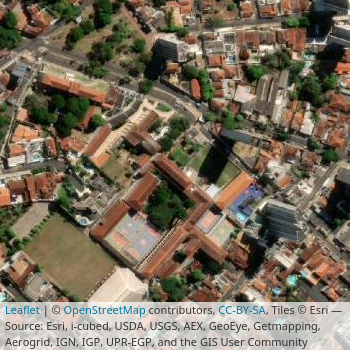 Leaflet | © OpenStreetMap contributors, CC-BY-SA, Tiles © Esri —
Source: Esri, i-cubed, USDA, USGS, AEX, GeoEye, Getmapping,
Aerogrid, IGN, IGP, UPR-EGP, and the GIS User Community